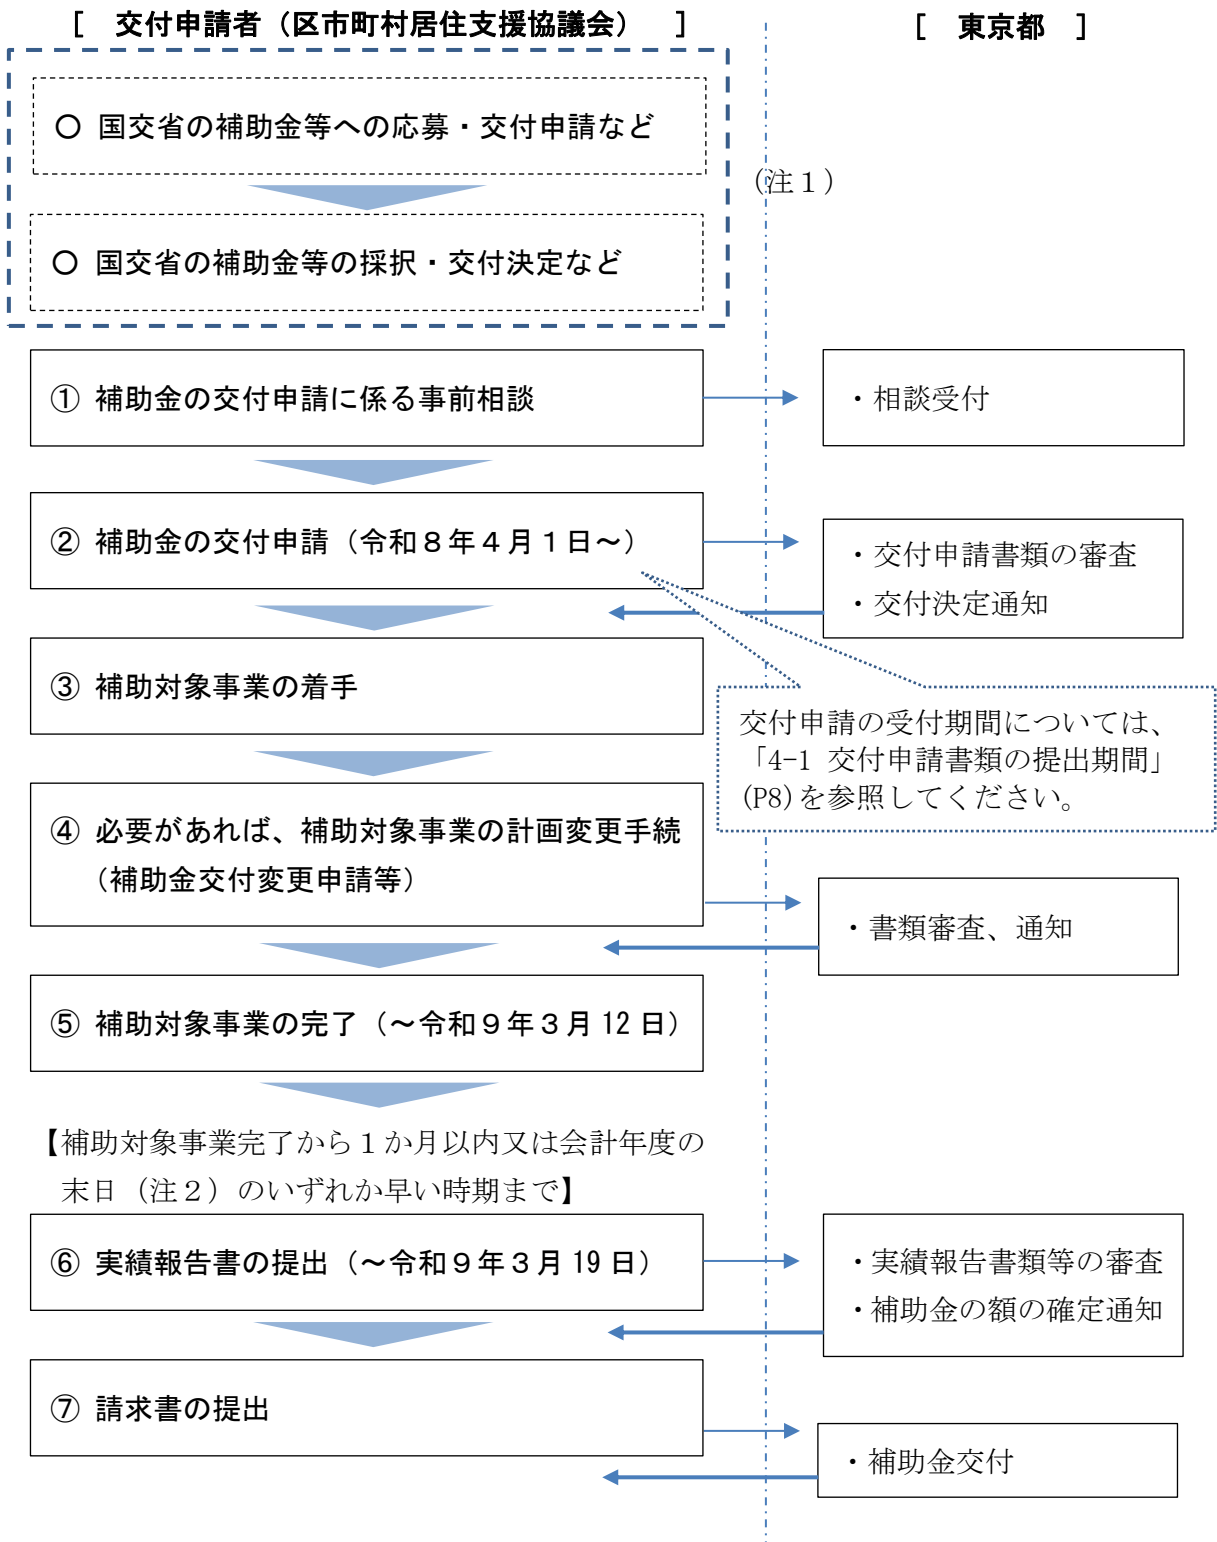 ［　交付申請者（区市町村居住支援協議会）　］
［　東京都　］
〇 国交省の補助金等への応募・交付申請など
（注１）
〇 国交省の補助金等の採択・交付決定など
① 補助金の交付申請に係る事前相談
・相談受付
② 補助金の交付申請（令和８年４月１日～）
・交付申請書類の審査
・交付決定通知
③ 補助対象事業の着手
交付申請の受付期間については、
「4-1 交付申請書類の提出期間」
(P8)を参照してください。
④ 必要があれば、補助対象事業の計画変更手続
（補助金交付変更申請等）
・書類審査、通知
⑤ 補助対象事業の完了（～令和９年３月 12 日）
【補助対象事業完了から１か月以内又は会計年度の
末日（注２）のいずれか早い時期まで】
⑥ 実績報告書の提出（～令和９年３月 19 日）
・実績報告書類等の審査
・補助金の額の確定通知
⑦ 請求書の提出
・補助金交付